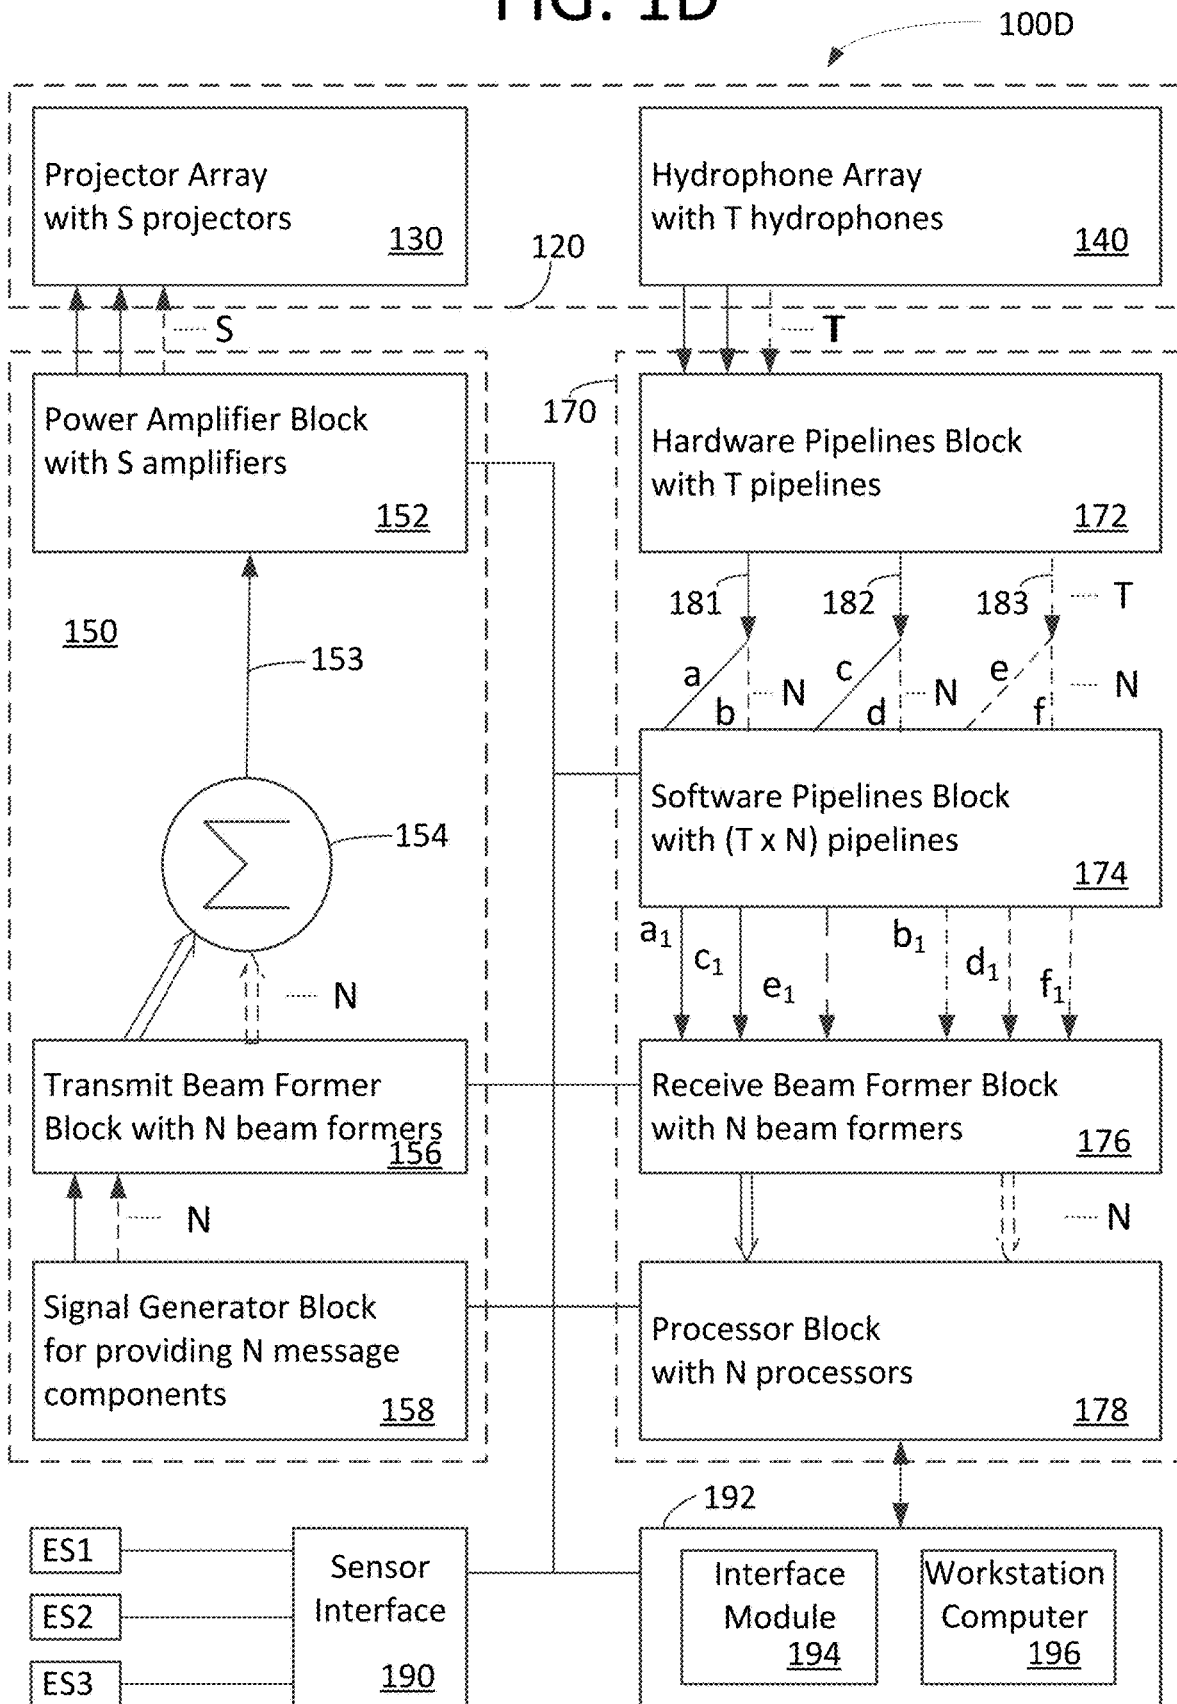 FIG. 1D
100D
Projector Array
with S projectors
130
Hydrophone Array
with T hydrophones
140
120
S
T
Power Amplifier Block
with S amplifiers
152
170
Hardware Pipelines Block
with T pipelines
172
150
153
181
182
183
T
a
b
N
c
d
N
e
f
N
154
Software Pipelines Block
with (T x N) pipelines
174
a1
c1
e1
b1
d1
f1
N
Transmit Beam Former
Block with N beam formers
156
Receive Beam Former Block
with N beam formers
176
N
N
Signal Generator Block
for providing N message
components
158
Processor Block
with N processors
178
192
ES1
ES2
ES3
Sensor
Interface
190
Interface
Module
194
Workstation
Computer
196